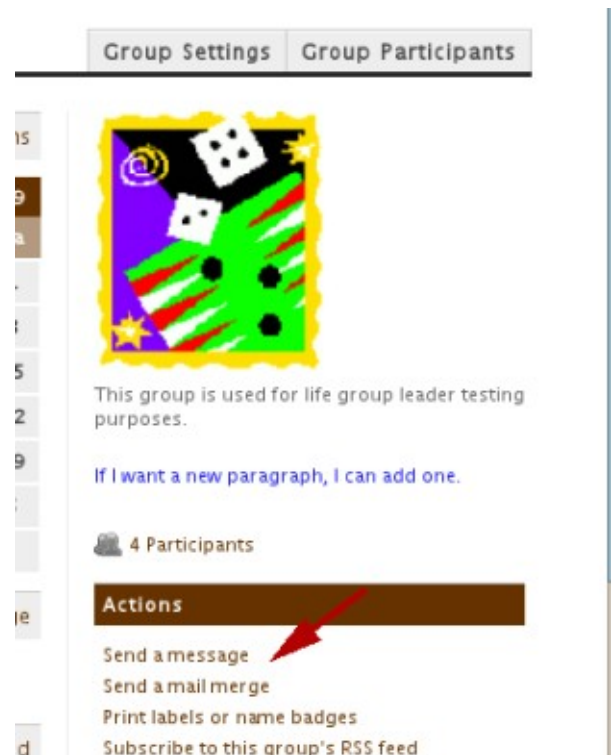 Group Settings Group Participants
This group is used for life group leader testing
purposes.
If I want a new paragraph, I can add one.
4 Participants
Actions
Send a message
Send a mail merge
Print labels or name badges
Subscribe to this group's RSS feed